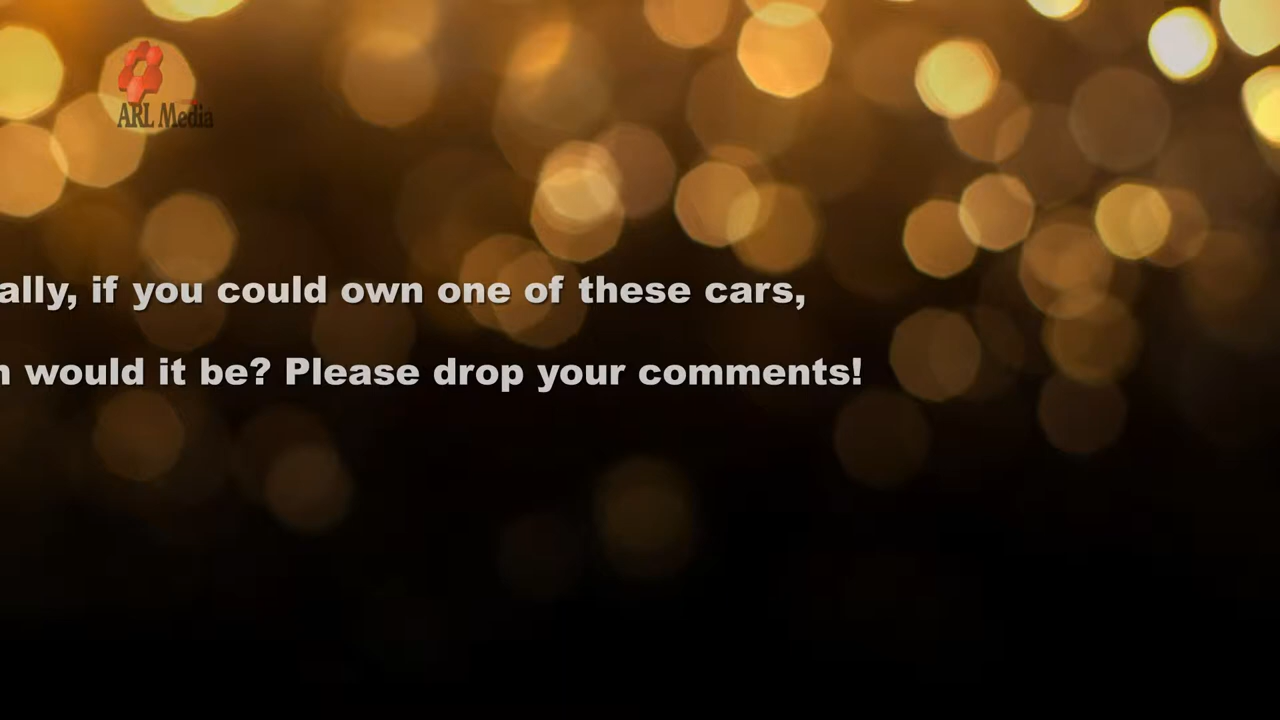 ARL Media
ally, if you could own one of these cars,
would it be? Please drop your comments!